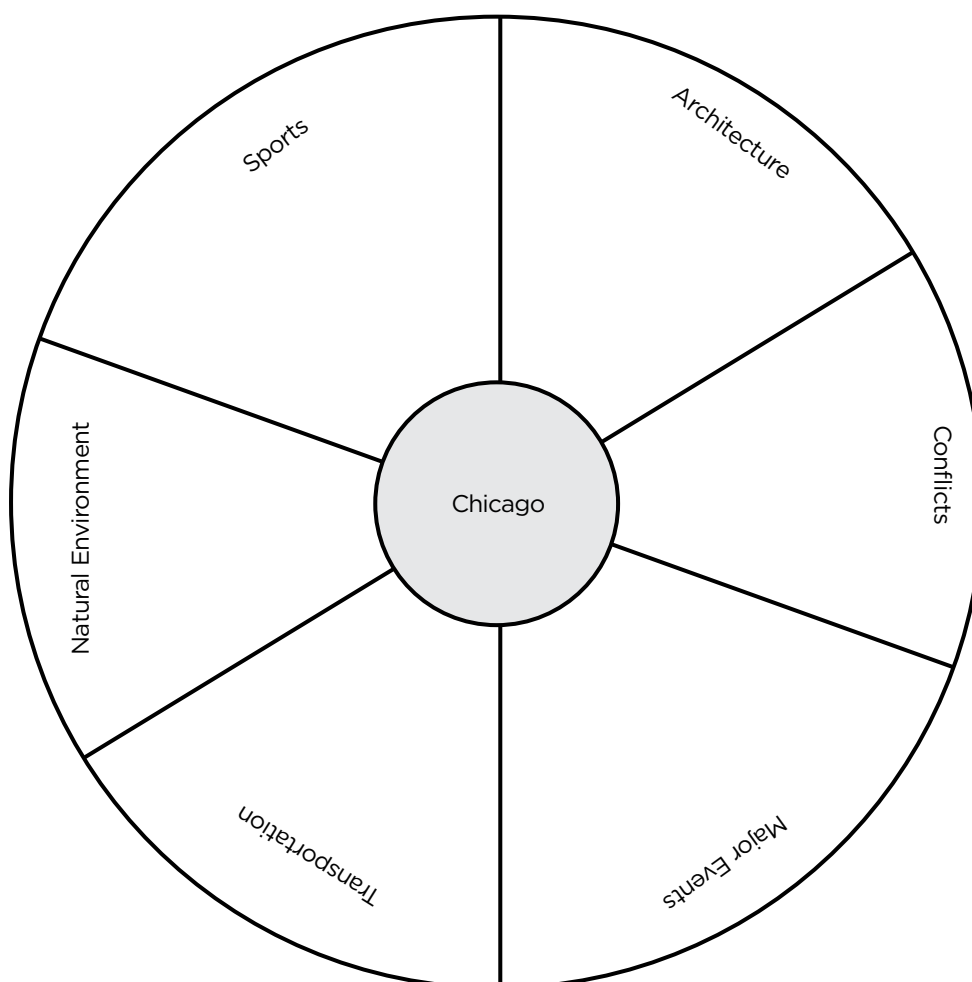 Sports
Architecture
Natural Environment
Chicago
Conflicts
Transportation
Major Events